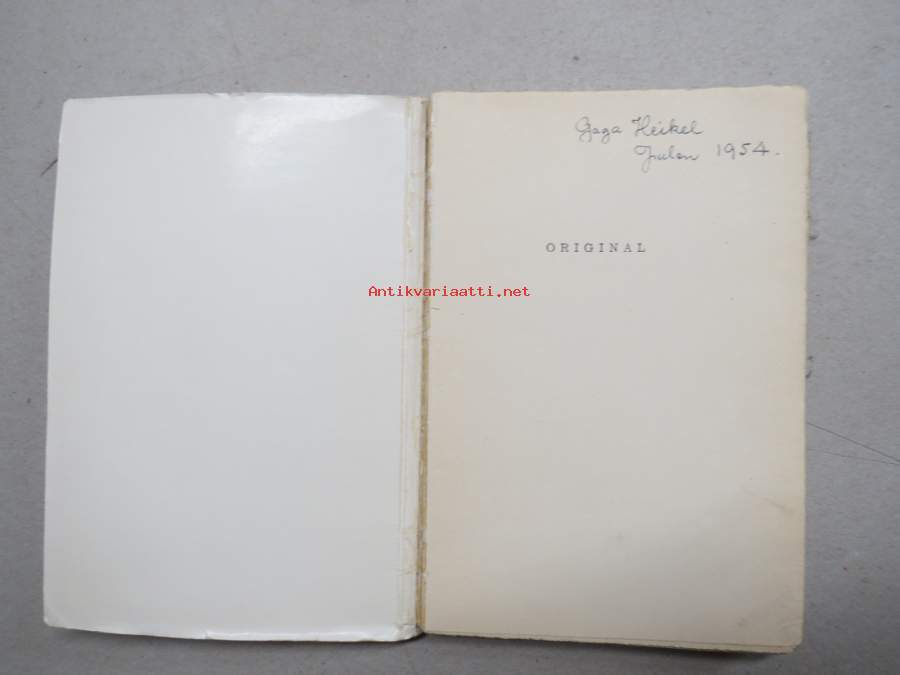 Gaga Heikel
Julen 1954.
ORIGINAL
Antikvariaatti.net